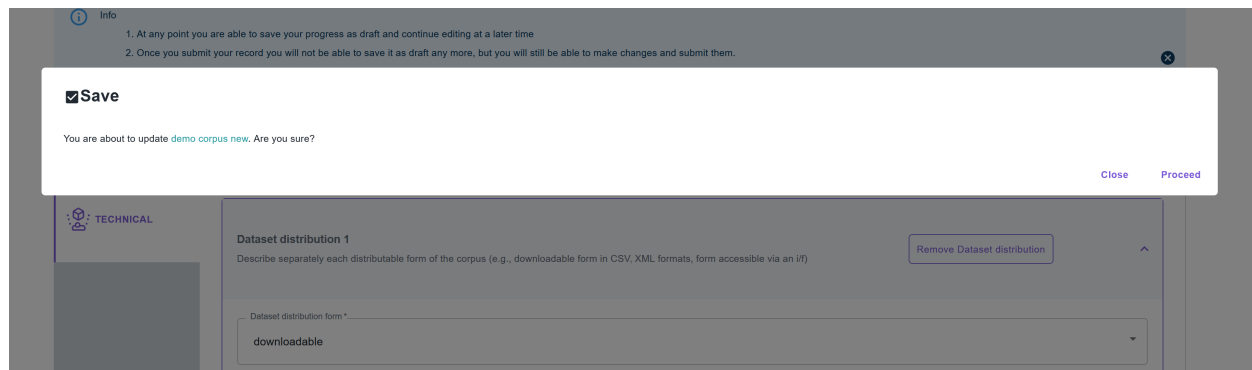 Info
1. At any point you are able to save your progress as draft and continue editing at a later time
2. Once you submit your record you will not be able to save it as draft any more, but you will still be able to make changes and submit them.
Save
You are about to update demo corpus new. Are you sure?
Close Proceed
TECHNICAL
Dataset distribution 1
Remove Dataset distribution
Describe separately each distributable form of the corpus (e.g., downloadable form in CSV, XML formats, form accessible via an i/f)
Dataset distribution form *
downloadable